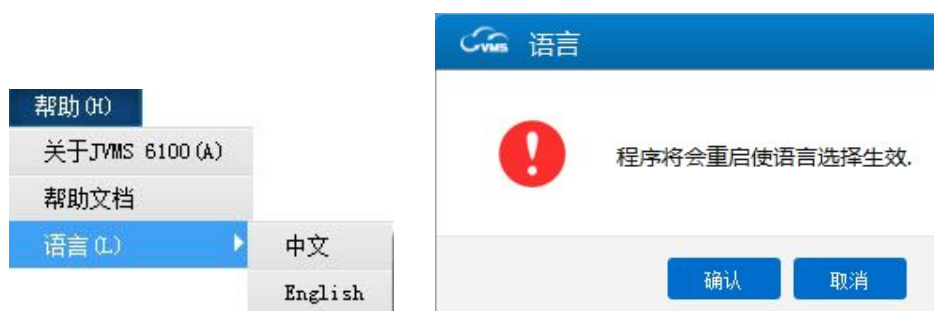 帮助(H)
关于JVMS 6100(A)
帮助文档
语言(L)
中文
English
CVMS 语言
程序将会重启使语言选择生效.
确认 取消